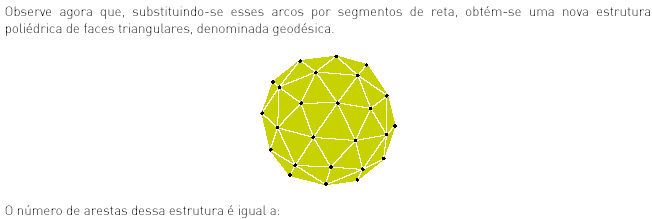 Observe agora que, substituindo-se esses arcos por segmentos de reta, obtém-se uma nova estrutura
poliédrica de faces triangulares, denominada geodésica.
O número de arestas dessa estrutura é igual a: